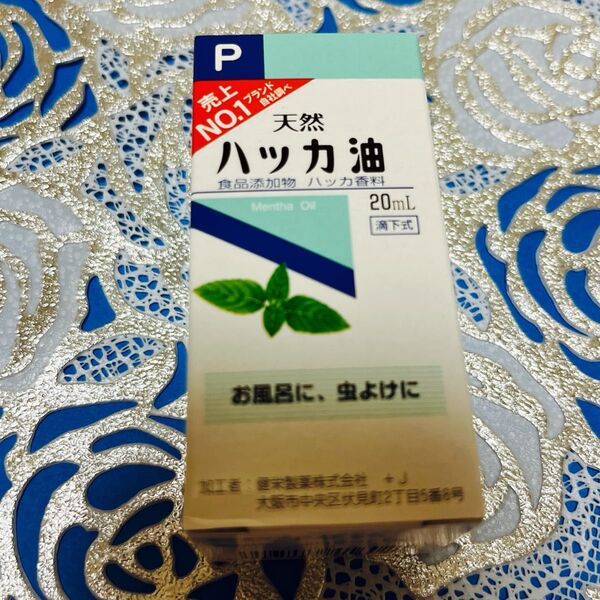 P
売上
NO.1
ブランド
自社調べ
天然
ハッカ油
食品添加物 ハッカ香料
Mentha Oil
20mL
滴下式
お風呂に、虫よけに
加工者：健栄製薬株式会社 +J
大阪市中央区伏見町2丁目5番8号